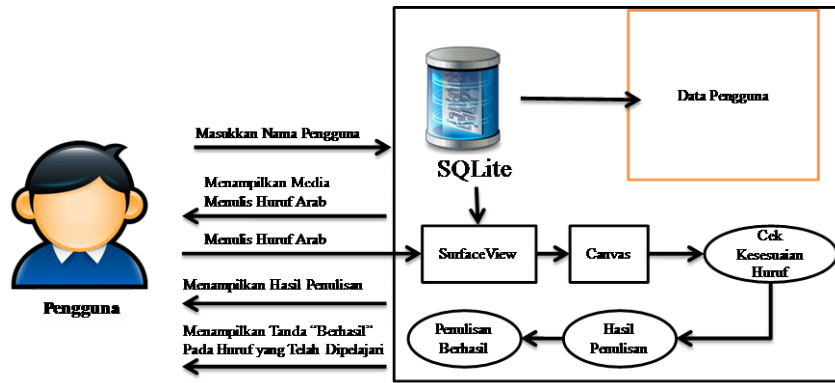 Masukkan Nama Pengguna
Menampilkan Media
Menulis Huruf Arab
Menulis Huruf Arab
Menampilkan Hasil Penulisan
Menampilkan Tanda “Berhasil”
Pada Huruf yang Telah Dipelajari
Pengguna
SQLite
Data Pengguna
SurfaceView
Canvas
Cek
Kesesuaian
Huruf
Hasil
Penulisan
Penulisan
Berhasil